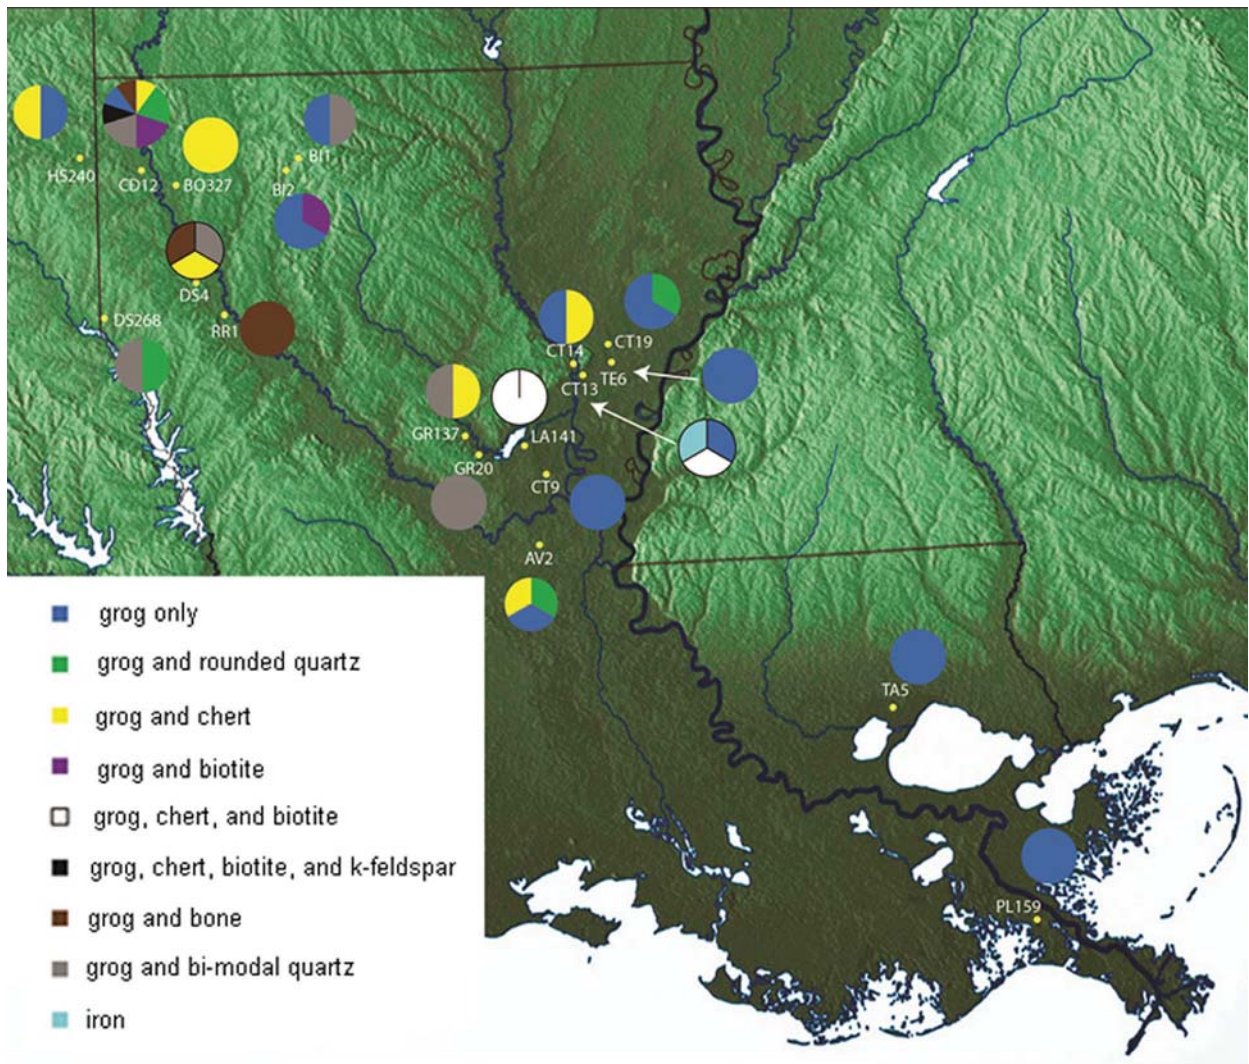 BI1
HS240
CD12
BO327
BI2
DS4
DS268
RR1
CT19
CT14
TE6
CT13
GR137
LA141
GR20
CT9
AV2
grog only
grog and rounded quartz
TA5
grog and chert
grog and biotite
grog, chert, and biotite
grog, chert, biotite, and k-feldspar
grog and bone
PL159
grog and bi-modal quartz
iron